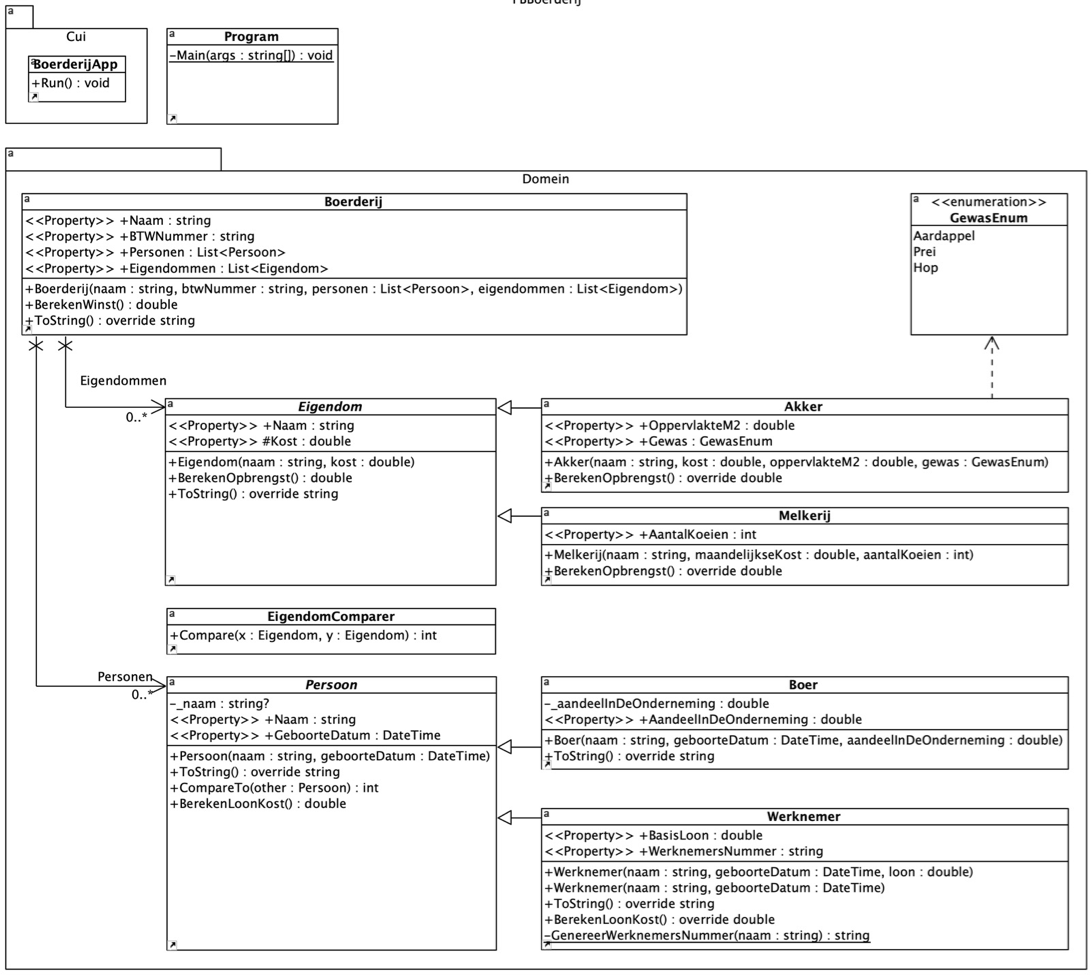 FBBoerderij
a
Cui
a
BoerderijApp
+Run() : void
a
Program
-Main(args : string[]) : void
a
Domein
a
Boerderij
<<Property>> +Naam : string
<<Property>> +BTWNummer : string
<<Property>> +Personen : List<Persoon>
<<Property>> +Eigendommen : List<Eigendom>
+Boerderij(naam : string, btwNummer : string, personen : List<Persoon>, eigendommen : List<Eigendom>)
+BerekenWinst() : double
+ToString() : override string
a
<<enumeration>>
GewasEnum
Aardappel
Prei
Hop
Eigendommen
0..*
a
Eigendom
<<Property>> +Naam : string
<<Property>> #Kost : double
+Eigendom(naam : string, kost : double)
+BerekenOpbrengst() : double
+ToString() : override string
a
Akker
<<Property>> +OppervlakteM2 : double
<<Property>> +Gewas : GewasEnum
+Akker(naam : string, kost : double, oppervlakteM2 : double, gewas : GewasEnum)
+BerekenOpbrengst() : override double
a
Melkerij
<<Property>> +AantalKoeien : int
+Melkerij(naam : string, maandelijkseKost : double, aantalKoeien : int)
+BerekenOpbrengst() : override double
a
EigendomComparer
+Compare(x : Eigendom, y : Eigendom) : int
Personen
0..*
a
Persoon
-_naam : string?
<<Property>> +Naam : string
<<Property>> +GeboorteDatum : DateTime
+Persoon(naam : string, geboorteDatum : DateTime)
+ToString() : override string
+CompareTo(other : Persoon) : int
+BerekenLoonKost() : double
a
Boer
-_aandeelInDeOnderneming : double
<<Property>> +AandeelInDeOnderneming : double
+Boer(naam : string, geboorteDatum : DateTime, aandeelInDeOnderneming : double)
+ToString() : override string
a
Werknemer
<<Property>> +BasisLoon : double
<<Property>> +WerknemersNummer : string
+Werknemer(naam : string, geboorteDatum : DateTime, loon : double)
+Werknemer(naam : string, geboorteDatum : DateTime)
+ToString() : override string
+BerekenLoonKost() : override double
-GenereerWerknemersNummer(naam : string) : string